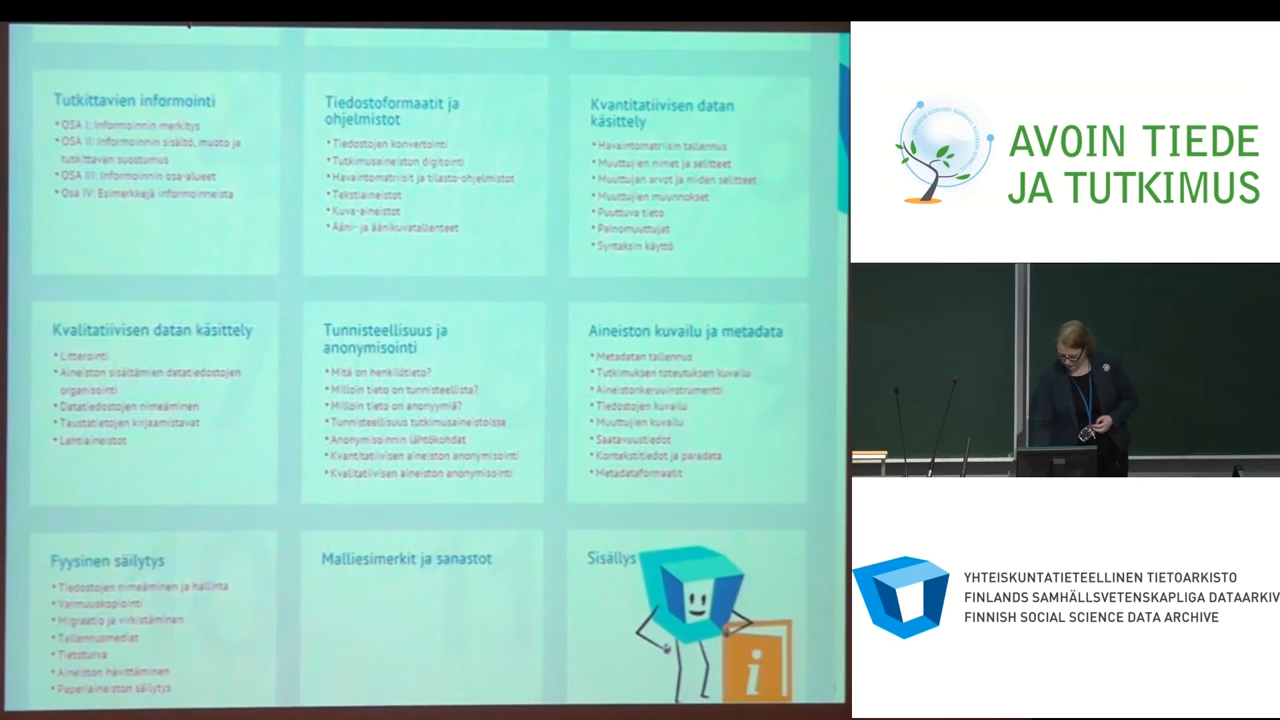 Tutkittavien informointi
• OSA I: Informoinnin merkitys
• OSA II: Informoinnin sisältö, muoto ja
tutkittavan suostumus
• OSA III: Informoinnin osa-alueet
• Osa IV: Esimerkkejä informoinneista
Tiedostoformaatit ja
ohjelmistot
• Tiedostojen konvertointi
• Tutkimusaineiston digitointi
• Havaintomatriisit ja tilasto-ohjelmistot
• Tekstiaineistot
• Kuva-aineistot
• Ääni- ja äänikuvatallenteet
Kvantitatiivisen datan
käsittely
• Havaintomatriisin tallennus
• Muuttujien nimet ja selitteet
• Muuttujan arvot ja niiden selitteet
• Muuttujien muunnokset
• Puuttuva tieto
• Painomuuttujat
• Syntaksin käyttö
Kvalitatiivisen datan käsittely
• Litterointi
• Aineiston sisältämien datatiedostojen
organisointi
• Datatiedostojen nimeäminen
• Taustatietojen kirjaamistavat
• Lehtiaineistot
Tunnisteellisuus ja
anonymisointi
• Mitä on henkilötieto?
• Milloin tieto on tunnisteellista?
• Milloin tieto on anonyymiä?
• Tunnisteellisuus tutkimusaineistoissa
• Anonymisoinnin lähtökohdat
• Kvantitatiivisen aineiston anonymisointi
• Kvalitatiivisen aineiston anonymisointi
Aineiston kuvailu ja metadata
• Metadatan tallennus
• Tutkimuksen toteutuksen kuvailu
• Aineistonkeruuinstrumentti
• Tiedostojen kuvailu
• Muuttujien kuvailu
• Saatavuustiedot
• Kontekstitiedot ja paradata
• Metadataformaatit
Fyysinen säilytys
• Tiedostojen nimeäminen ja hallinta
• Varmuuskopiointi
• Migraatio ja virkistäminen
• Tallennusmediat
• Tietoturva
• Aineiston hävittäminen
• Paperiaineiston säilytys
Malliesimerkit ja sanastot
Sisällys
i
AVOIN TIEDE
JA TUTKIMUS
YHTEISKUNTATIETEELLINEN TIETOARKISTO
FINLANDS SAMHÄLLSVETENSKAPLIGA DATAARKIV
FINNISH SOCIAL SCIENCE DATA ARCHIVE